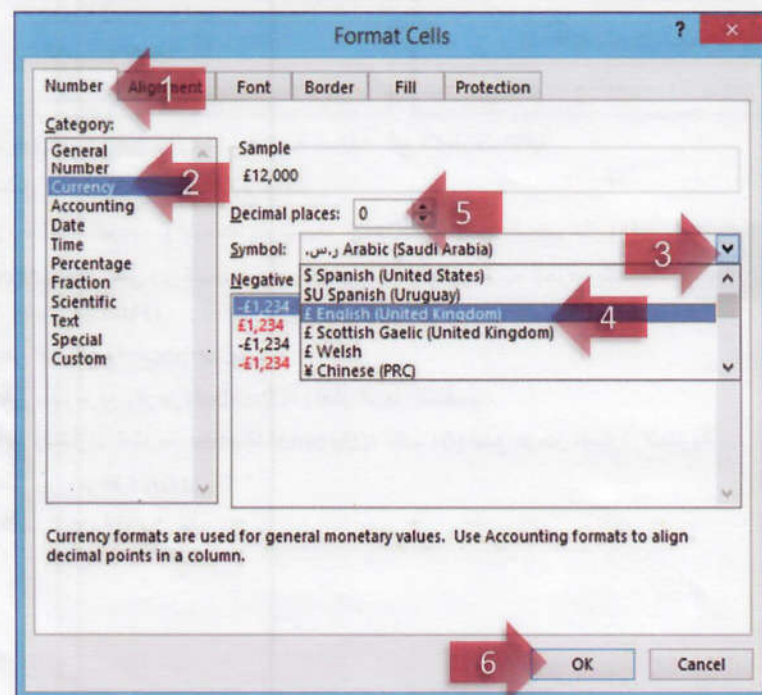 Format Cells
? ×
Number Alignment Font Border Fill Protection
1
Category:
General
Number
Currency
Accounting
Date
Time
Percentage
Fraction
Scientific
Text
Special
Custom
2
Sample
£12,000
Decimal places: 0
5
Symbol: ر.س. Arabic (Saudi Arabia)
3
$ Spanish (United States)
$U Spanish (Uruguay)
£ English (United Kingdom)
£ Scottish Gaelic (United Kingdom)
£ Welsh
¥ Chinese (PRC)
4
Negative
-£1,234
£1,234
-£1,234
-£1,234
Currency formats are used for general monetary values. Use Accounting formats to align
decimal points in a column.
6
OK Cancel